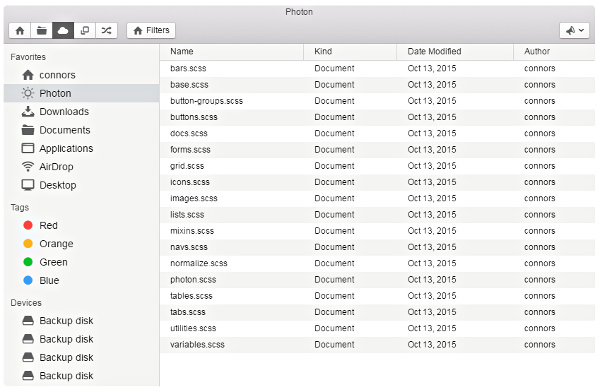 Photon
Filters
Favorites
connors
Photon
Downloads
Documents
Applications
AirDrop
Desktop
Tags
Red
Orange
Green
Blue
Devices
Backup disk
Backup disk
Backup disk
Backup disk
Name Kind Date Modified Author
bars.scss Document Oct 13, 2015 connors
base.scss Document Oct 13, 2015 connors
button-groups.scss Document Oct 13, 2015 connors
buttons.scss Document Oct 13, 2015 connors
docs.scss Document Oct 13, 2015 connors
forms.scss Document Oct 13, 2015 connors
grid.scss Document Oct 13, 2015 connors
icons.scss Document Oct 13, 2015 connors
images.scss Document Oct 13, 2015 connors
lists.scss Document Oct 13, 2015 connors
mixins.scss Document Oct 13, 2015 connors
navs.scss Document Oct 13, 2015 connors
normalize.scss Document Oct 13, 2015 connors
photon.scss Document Oct 13, 2015 connors
tables.scss Document Oct 13, 2015 connors
tabs.scss Document Oct 13, 2015 connors
utilities.scss Document Oct 13, 2015 connors
variables.scss Document Oct 13, 2015 connors